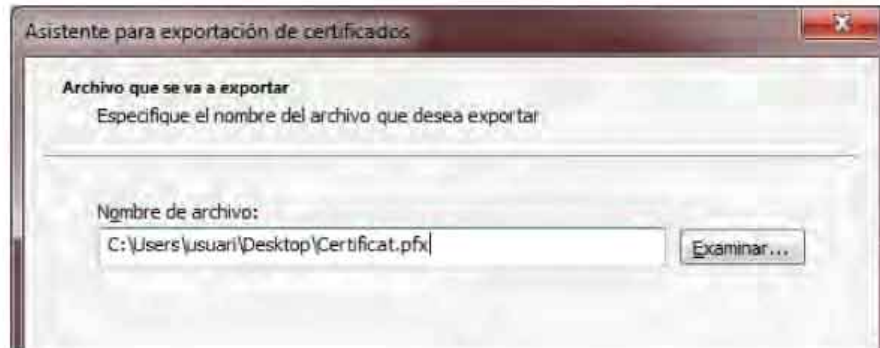 Asistente para exportación de certificados
Archivo que se va a exportar
Especifique el nombre del archivo que desea exportar
Nombre de archivo:
C:\Users\usuari\Desktop\Certificat.pfx
Examinar...